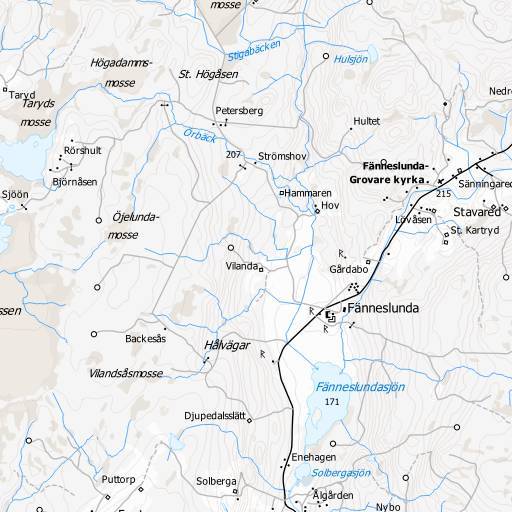 mosse
Stigabäcken
Hulsjön
Högadamms-
mosse
St. Högåsen
Taryd
Taryds
mosse
Nedre
Petersberg
Hultet
Örbäck
Rörshult
207
Strömshov
Fänneslunda-
Grovare kyrka
Björnåsen
Sänningared
Sjöön
Hammaren
215
Hov
Lövåsen
Stavared
Öjelunda-
mosse
St. Kartryd
R
Vilanda
Gårdabo
ssen
R
Fänneslunda
R
Backesås
Hålvägar
R
Vilandsåsmosse
Fänneslundasjön
171
Djupedalsslätt
Enehagen
Solbergasjön
Puttorp
Solberga
Älgården
Nybo